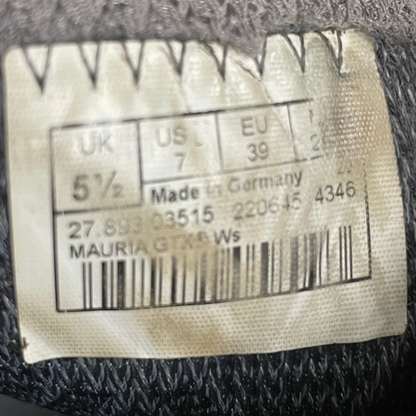 UK US EU
5½ 7 39
Made in Germany
27.893 03515 220645 4346
MAURIA GTX Ws